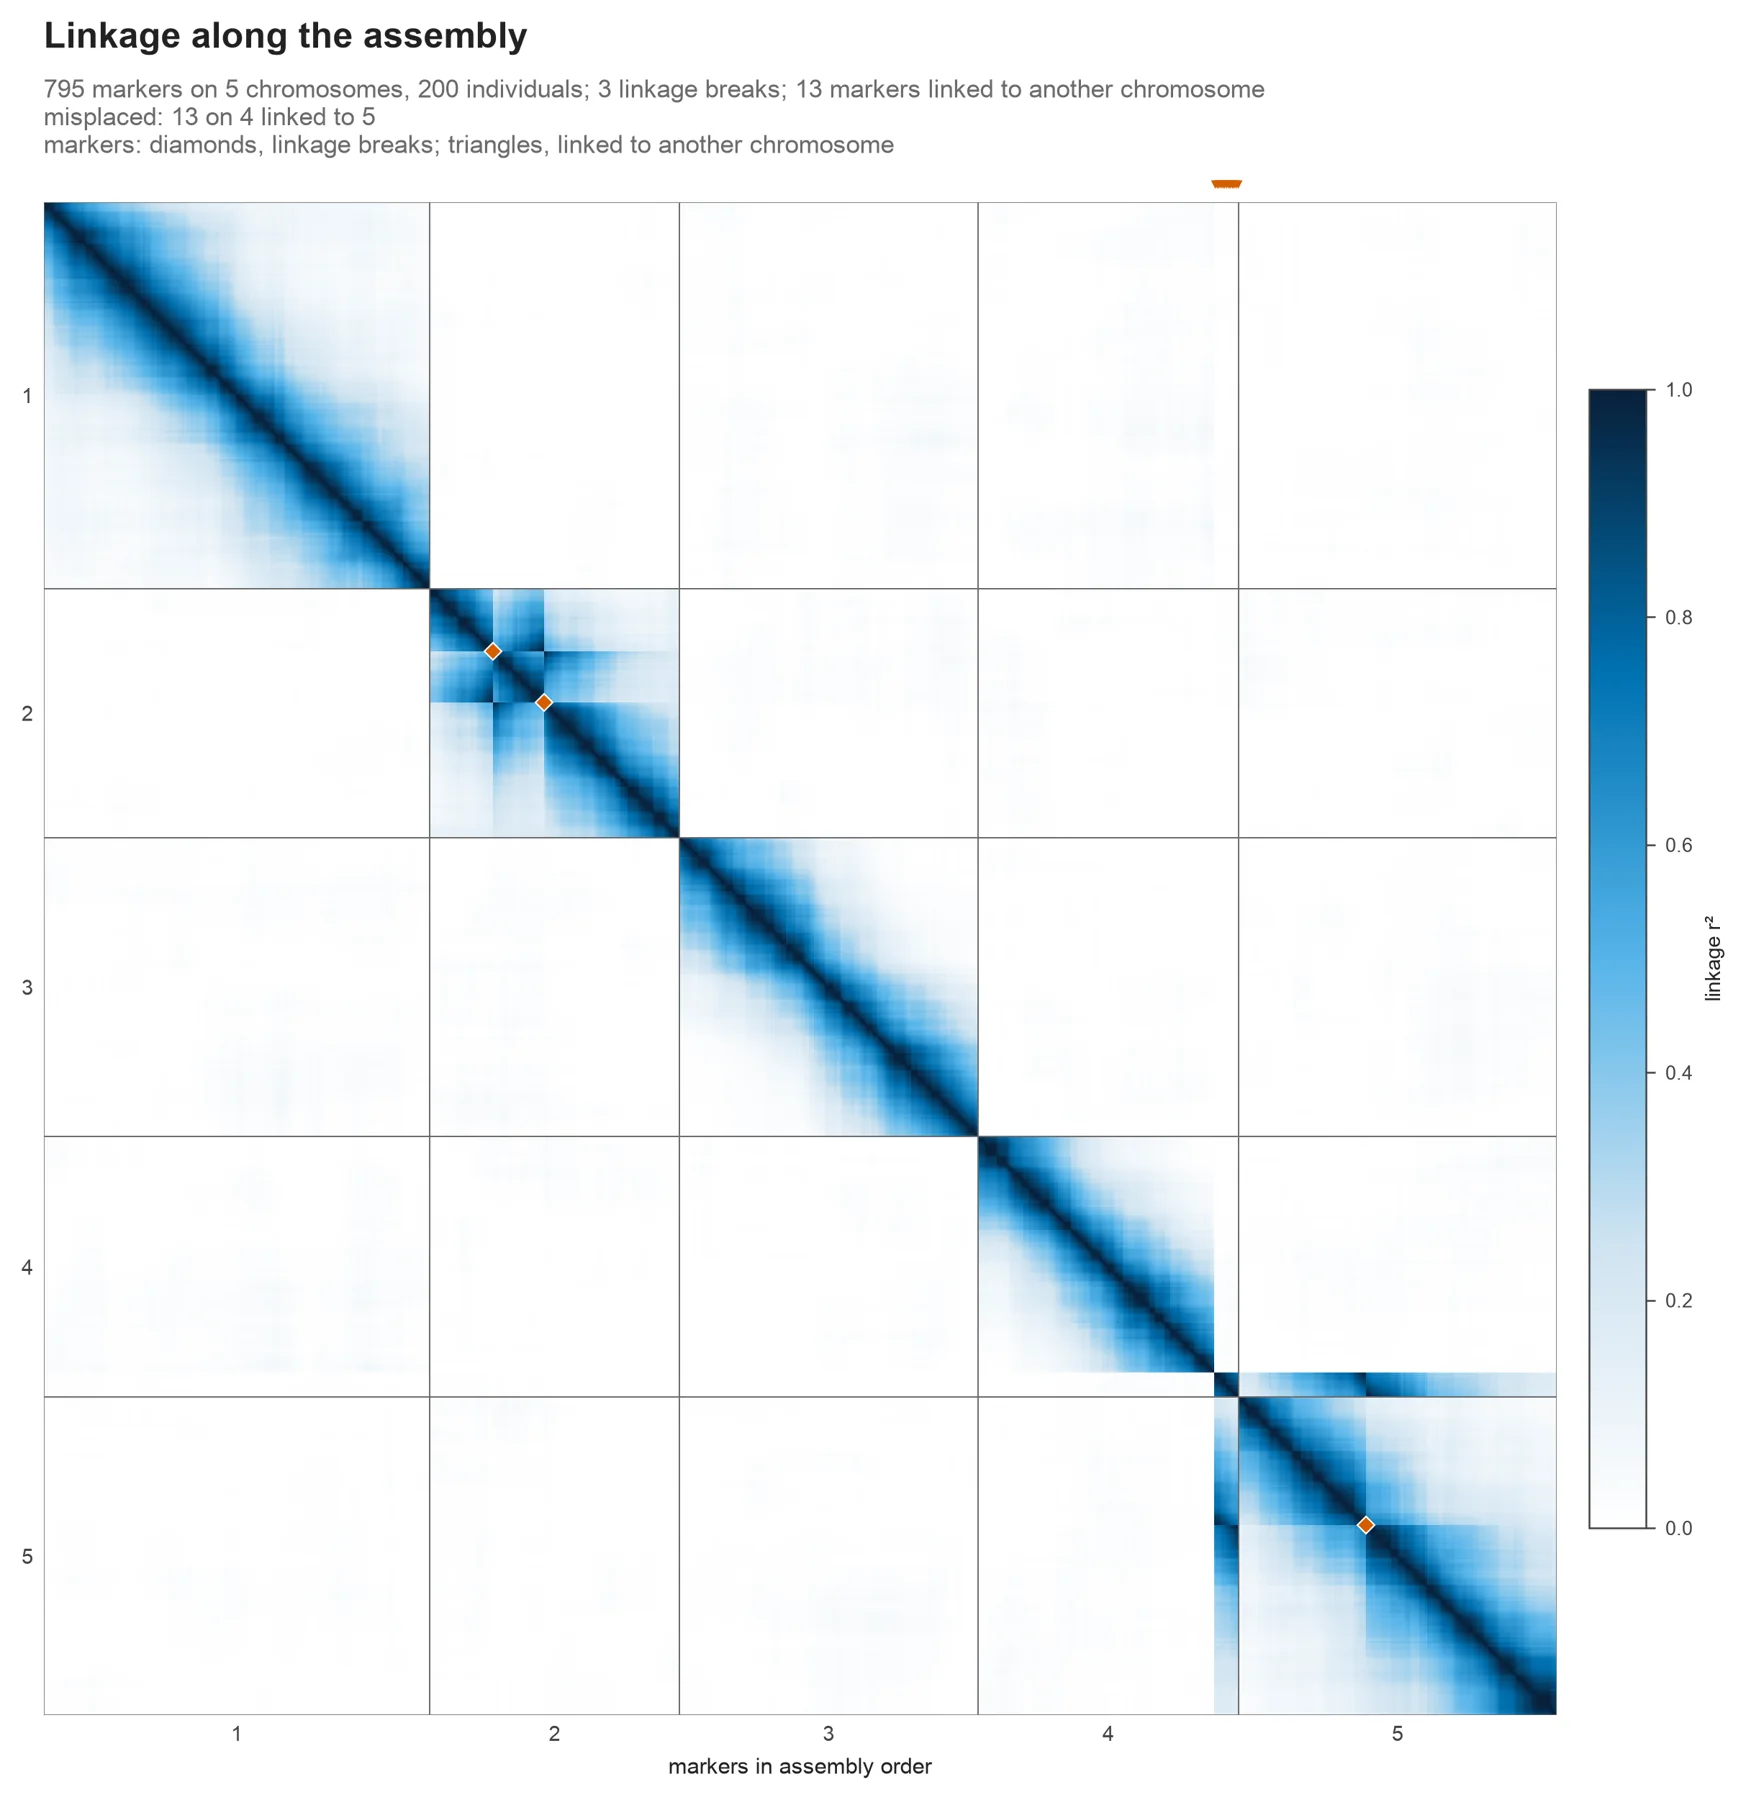 Linkage along the assembly
795 markers on 5 chromosomes, 200 individuals; 3 linkage breaks; 13 markers linked to another chromosome
misplaced: 13 on 4 linked to 5
markers: diamonds, linkage breaks; triangles, linked to another chromosome
1
2
3
4
5
1
2
3
4
5
markers in assembly order
1.0
0.8
0.6
0.4
0.2
0.0
linkage r²